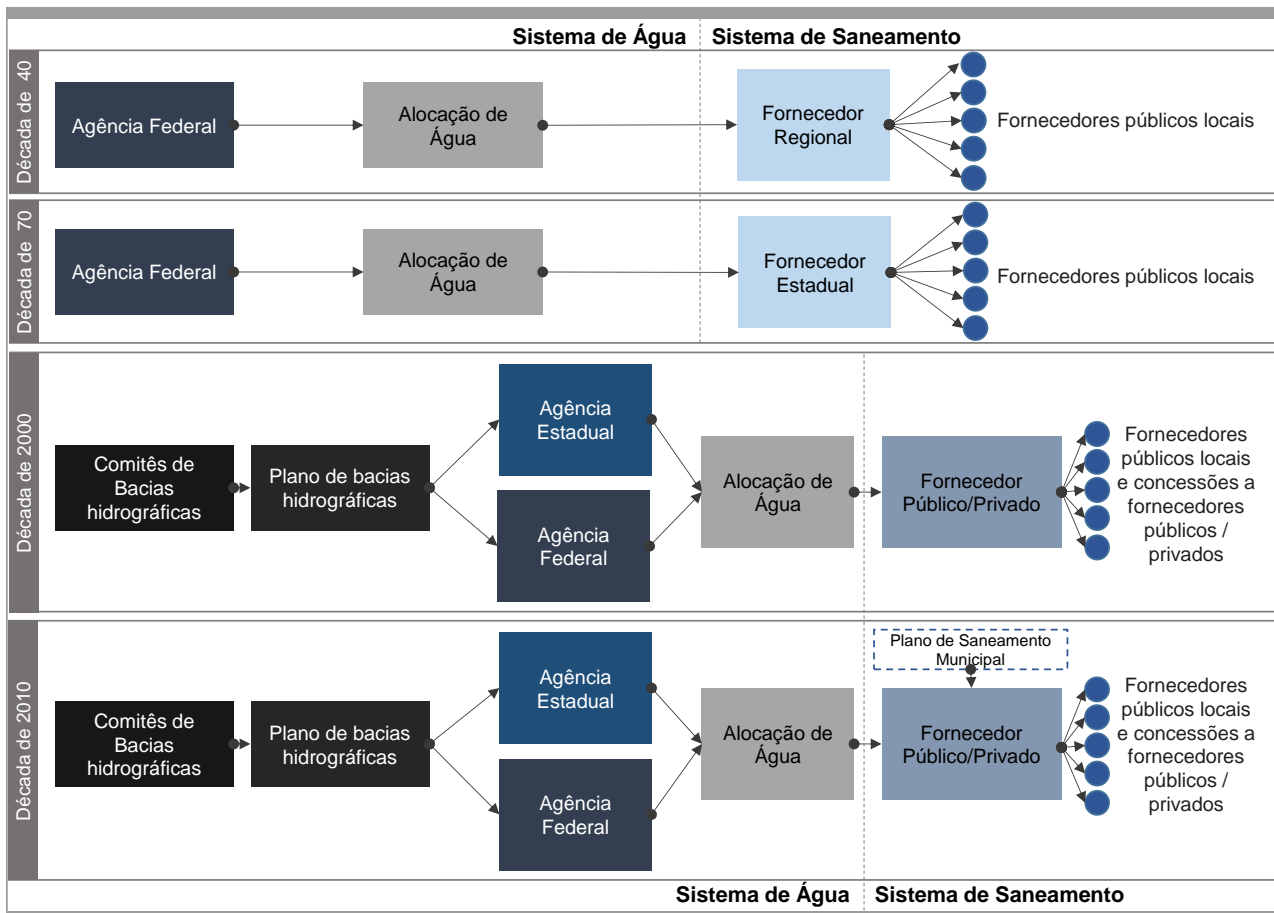 Sistema de Água
Sistema de Saneamento
Década de 40
Agência Federal
Alocação de
Água
Fornecedor
Regional
Fornecedores públicos locais
Década de 70
Agência Federal
Alocação de
Água
Fornecedor
Estadual
Fornecedores públicos locais
Década de 2000
Comitês de
Bacias
hidrográficas
Plano de bacias
hidrográficas
Agência
Estadual
Agência
Federal
Alocação de
Água
Fornecedor
Público/Privado
Fornecedores
públicos locais
e concessões a
fornecedores
públicos /
privados
Década de 2010
Comitês de
Bacias
hidrográficas
Plano de bacias
hidrográficas
Agência
Estadual
Agência
Federal
Alocação de
Água
Plano de Saneamento
Municipal
Fornecedor
Público/Privado
Fornecedores
públicos locais
e concessões a
fornecedores
públicos /
privados
Sistema de Água
Sistema de Saneamento